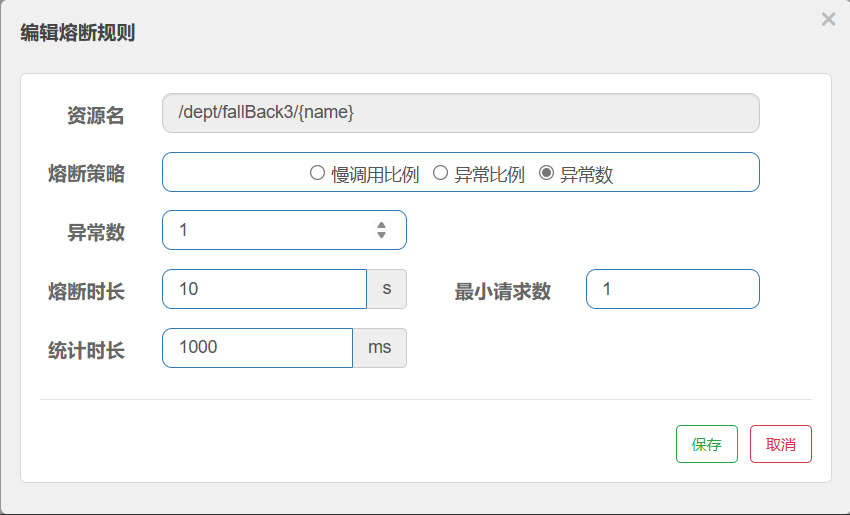 编辑熔断规则
×
资源名 /dept/fallBack3/{name}
熔断策略 慢调用比例 异常比例 异常数
异常数 1
熔断时长 10 s 最小请求数 1
统计时长 1000 ms
保存 取消